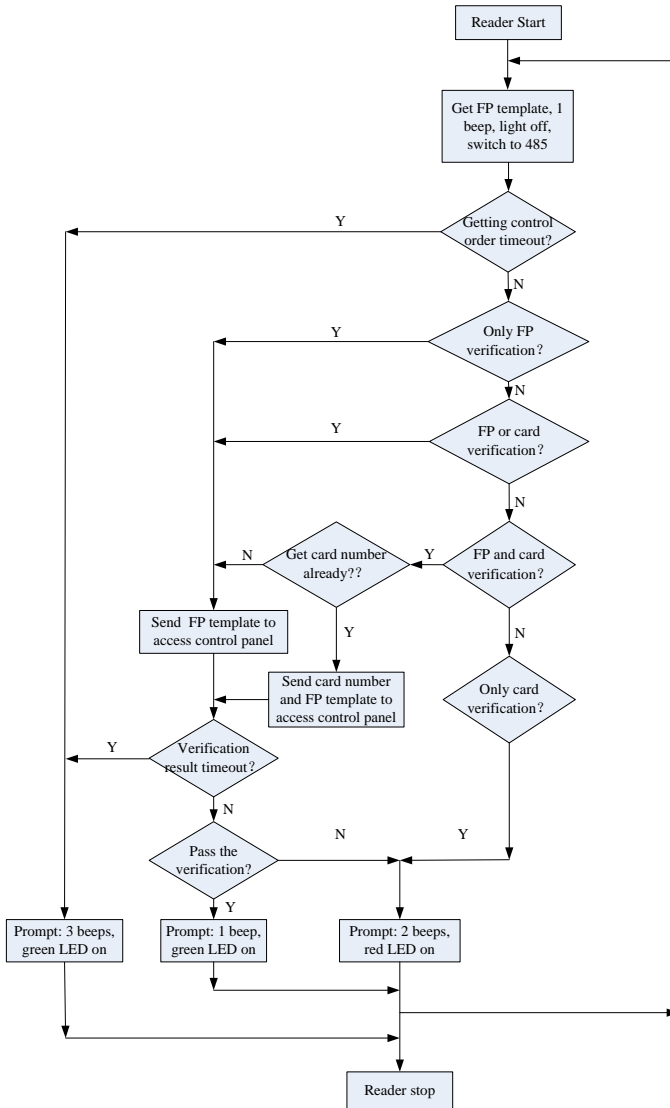 Reader Start
Get FP template, 1
beep, light off,
switch to 485
Getting control
order timeout?
Y
N
Only FP
verification?
Y
N
FP or card
verification?
Y
N
FP and card
verification?
Y
Get card number
already??
N
Y
N
Send FP template to
access control panel
Send card number
and FP template to
access control panel
Only card
verification?
Verification
result timeout?
Y
N
Pass the
verification?
N
Y
Y
Prompt: 3 beeps,
green LED on
Prompt: 1 beep,
green LED on
Prompt: 2 beeps,
red LED on
Reader stop